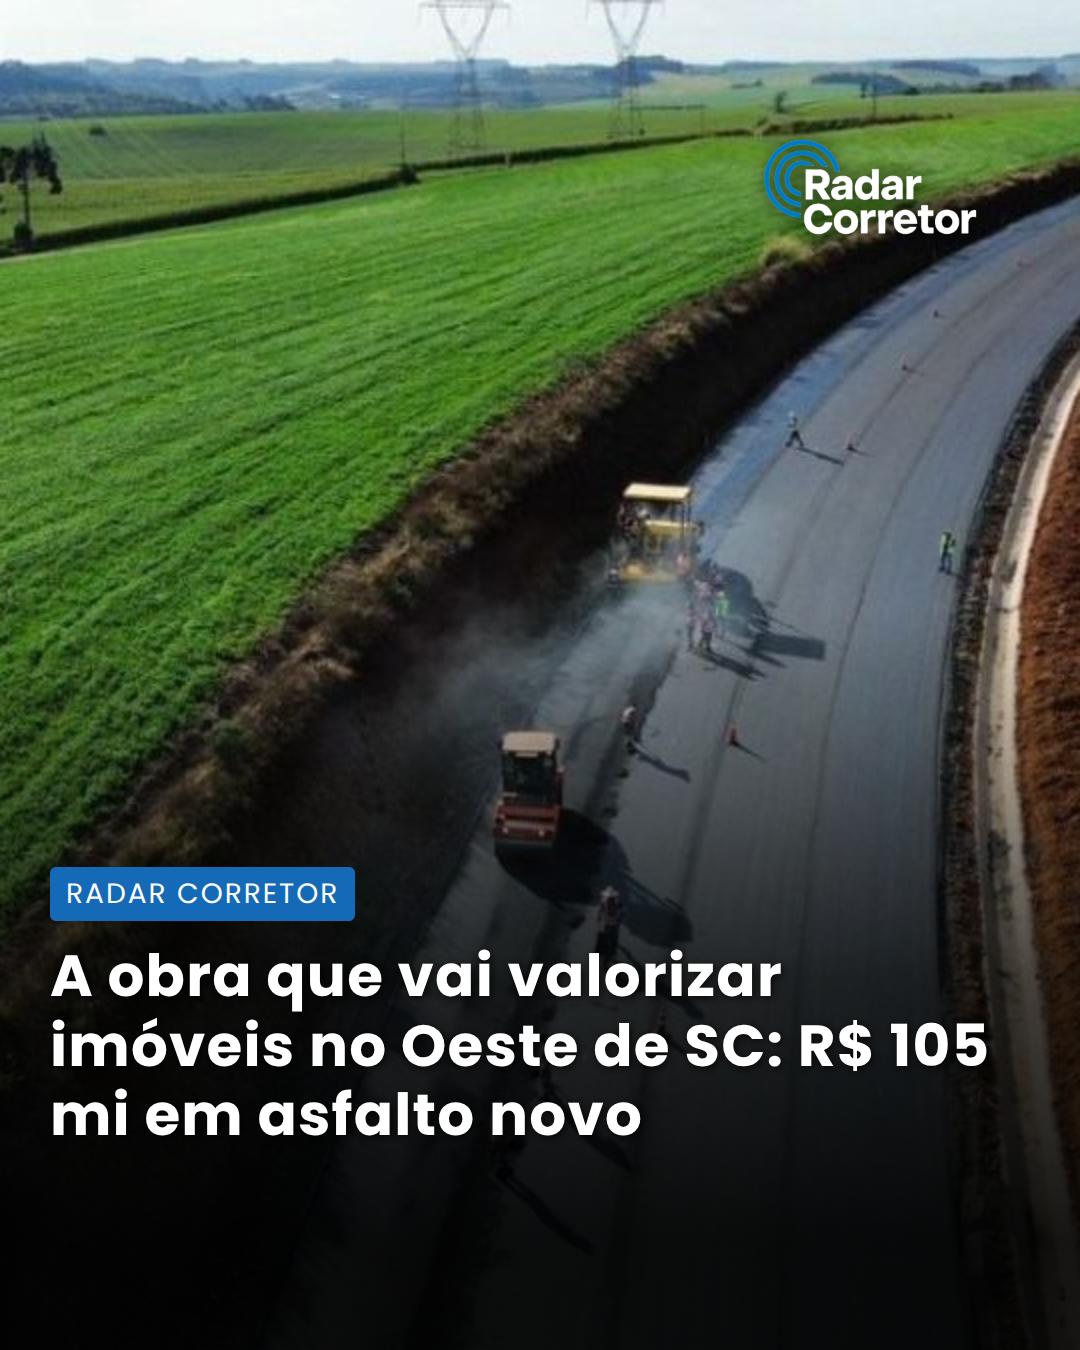 Radar
Corretor
RADAR CORRETOR
A obra que vai valorizar
imóveis no Oeste de SC: R$ 105
mi em asfalto novo